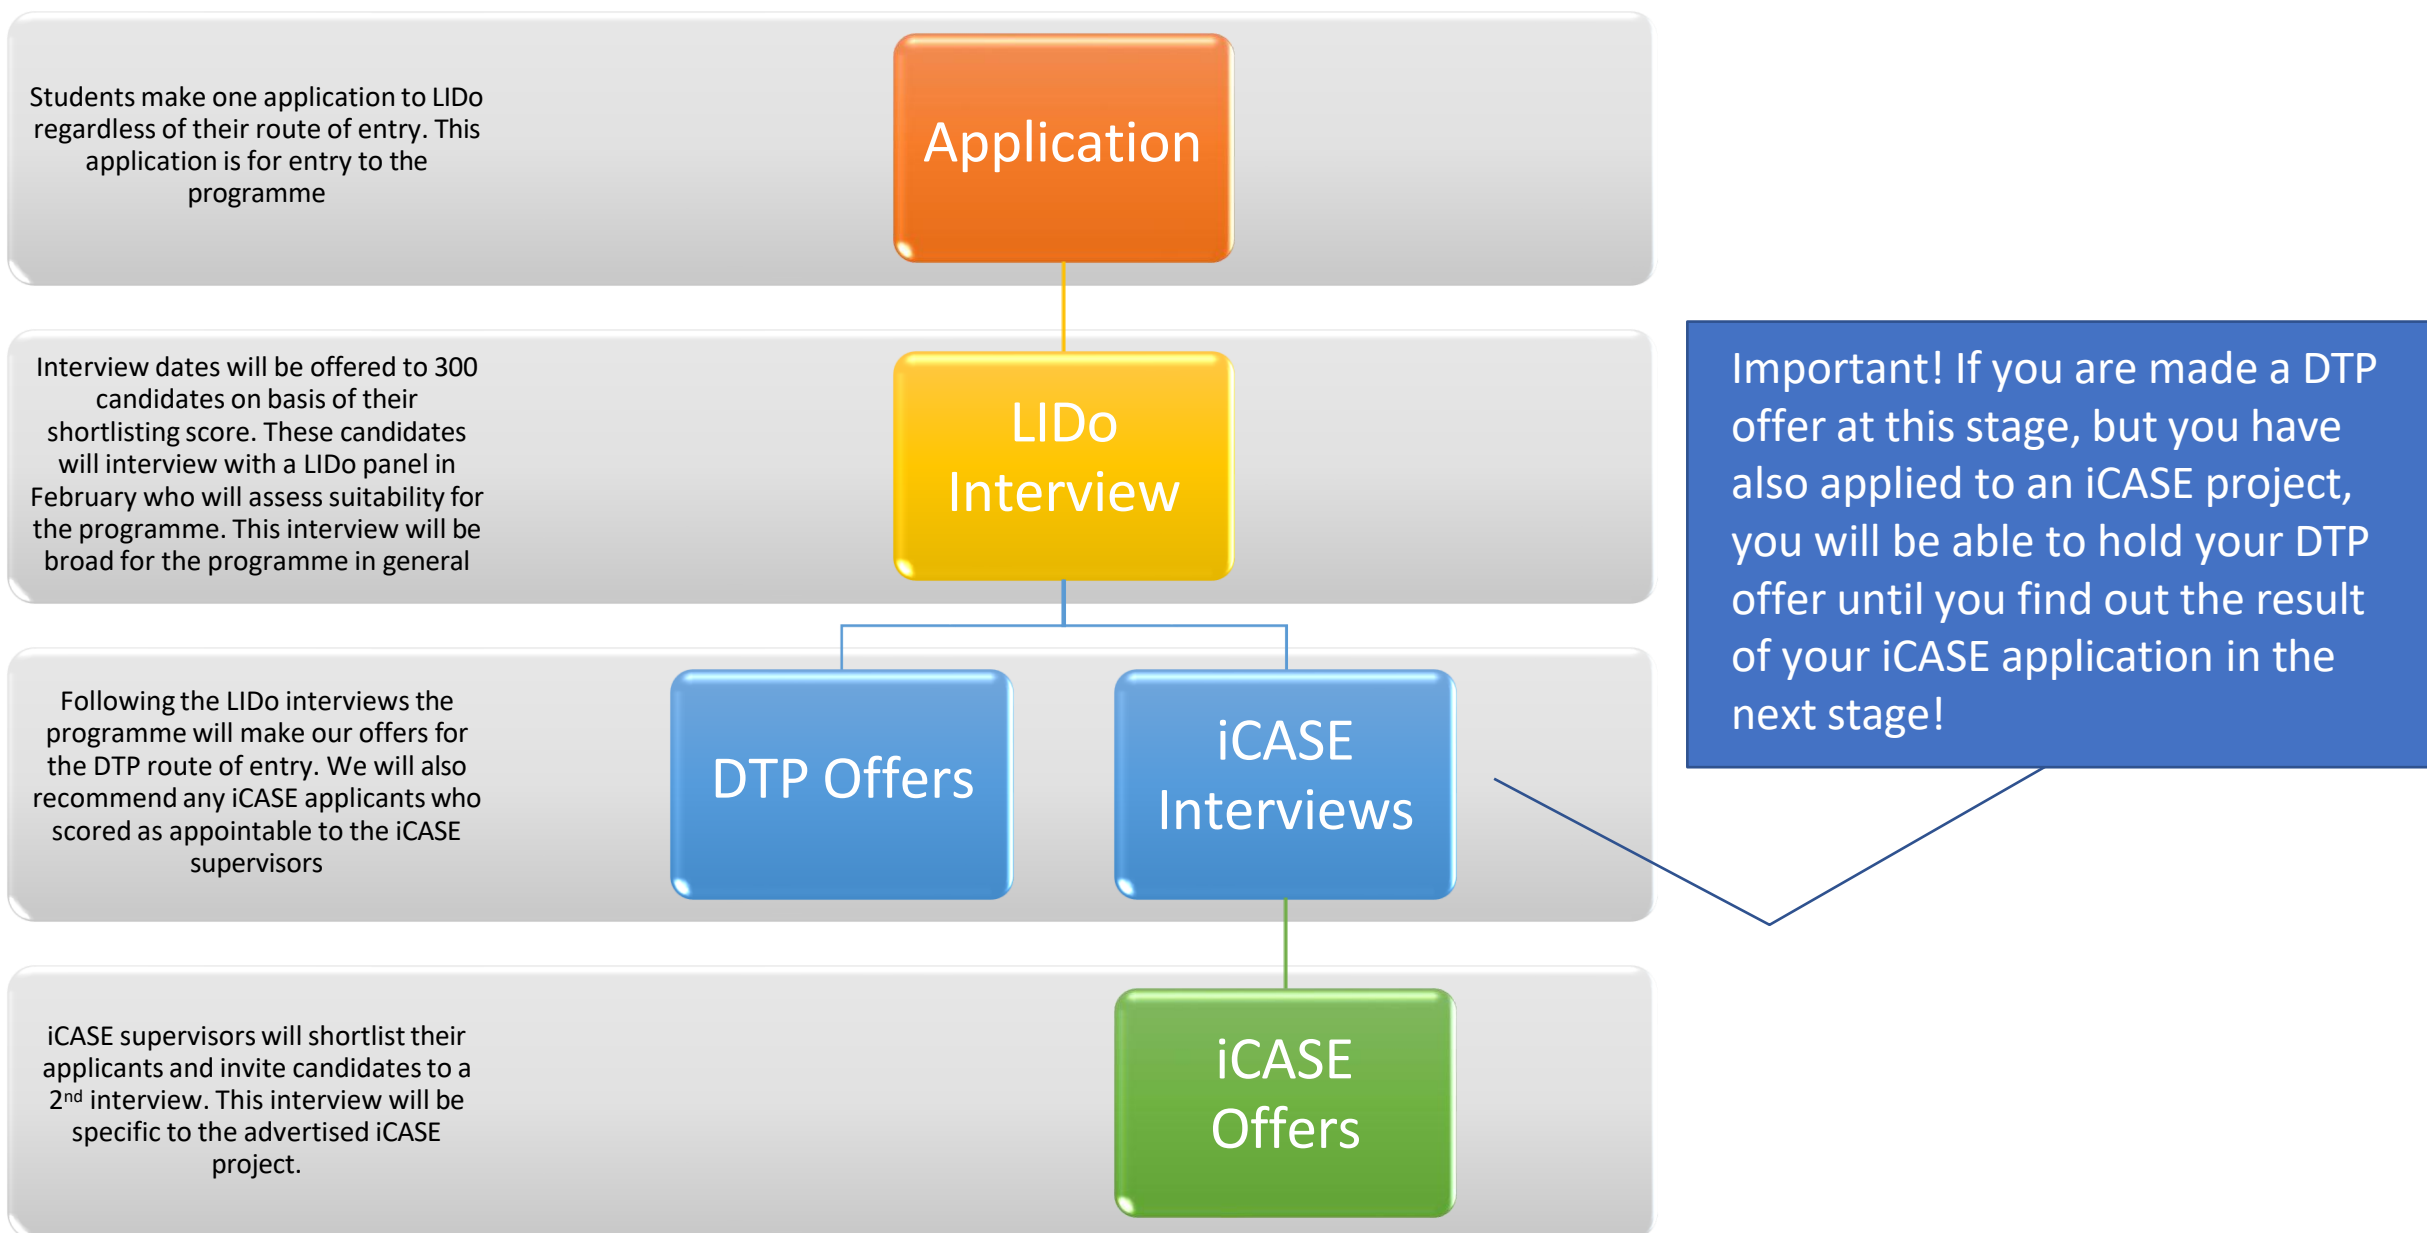 Students make one application to LIDo
regardless of their route of entry. This
application is for entry to the
programme
Application
Interview dates will be offered to 300
candidates on basis of their
shortlisting score. These candidates
will interview with a LIDo panel in
February who will assess suitability for
the programme. This interview will be
broad for the programme in general
LIDo
Interview
Important! If you are made a DTP
offer at this stage, but you have
also applied to an iCASE project,
you will be able to hold your DTP
offer until you find out the result
of your iCASE application in the
next stage!
Following the LIDo interviews the
programme will make our offers for
the DTP route of entry. We will also
recommend any iCASE applicants who
scored as appointable to the iCASE
supervisors
DTP Offers
iCASE
Interviews
iCASE supervisors will shortlist their
applicants and invite candidates to a
2nd interview. This interview will be
specific to the advertised iCASE
project.
iCASE
Offers